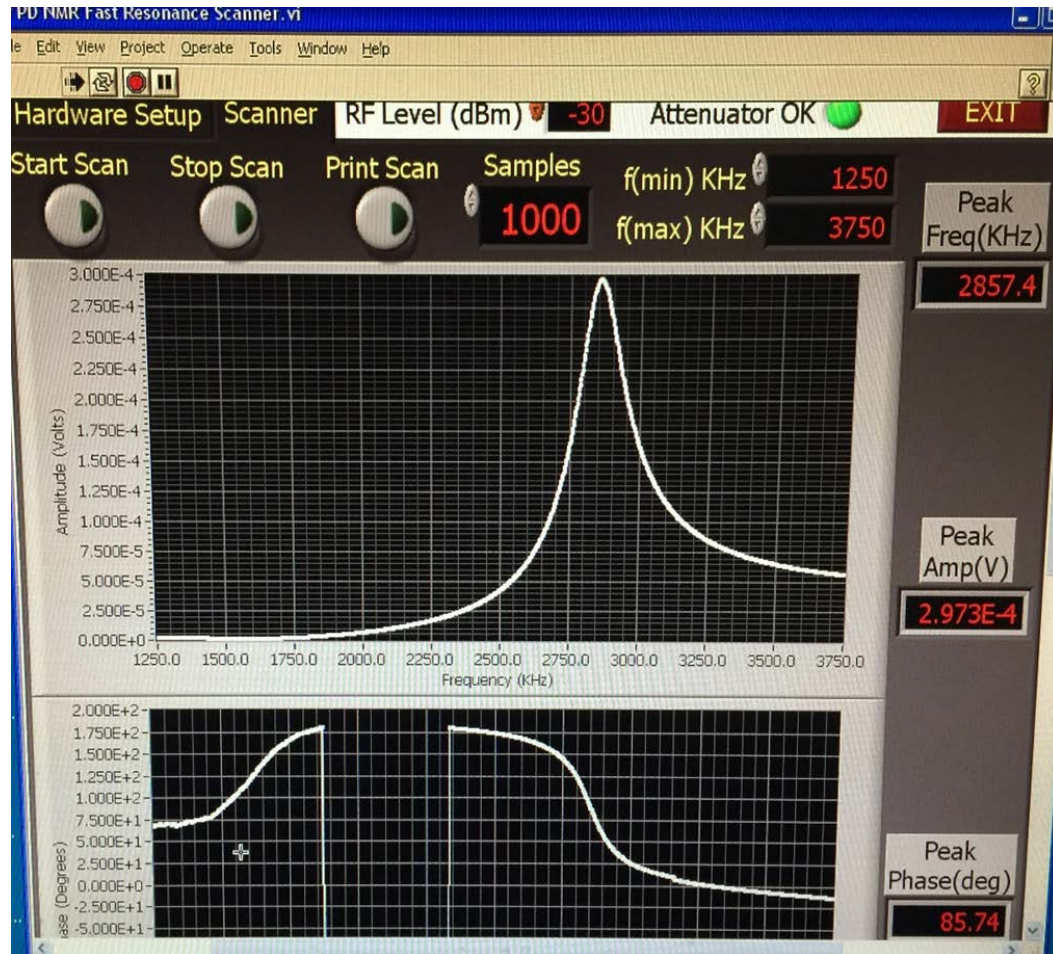 PD NMR Fast Resonance Scanner.vi
Edit View Project Operate Tools Window Help
Hardware Setup Scanner RF Level (dBm) -30 Attenuator OK EXIT
Start Scan Stop Scan Print Scan Samples 1000
f(min) KHz 1250
f(max) KHz 3750
Peak
Freq(KHz)
2857.4
3.000E-4
2.750E-4
2.500E-4
2.250E-4
2.000E-4
1.750E-4
1.500E-4
1.250E-4
1.000E-4
7.500E-5
5.000E-5
2.500E-5
0.000E+0
Amplitude (Volts)
1250.0 1500.0 1750.0 2000.0 2250.0 2500.0 2750.0 3000.0 3250.0 3500.0 3750.0
Frequency (KHz)
Peak
Amp(V)
2.973E-4
2.000E+2
1.750E+2
1.500E+2
1.250E+2
1.000E+2
7.500E+1
5.000E+1
2.500E+1
0.000E+0
-2.500E+1
-5.000E+1
(Degrees)
Peak
Phase(deg)
85.74